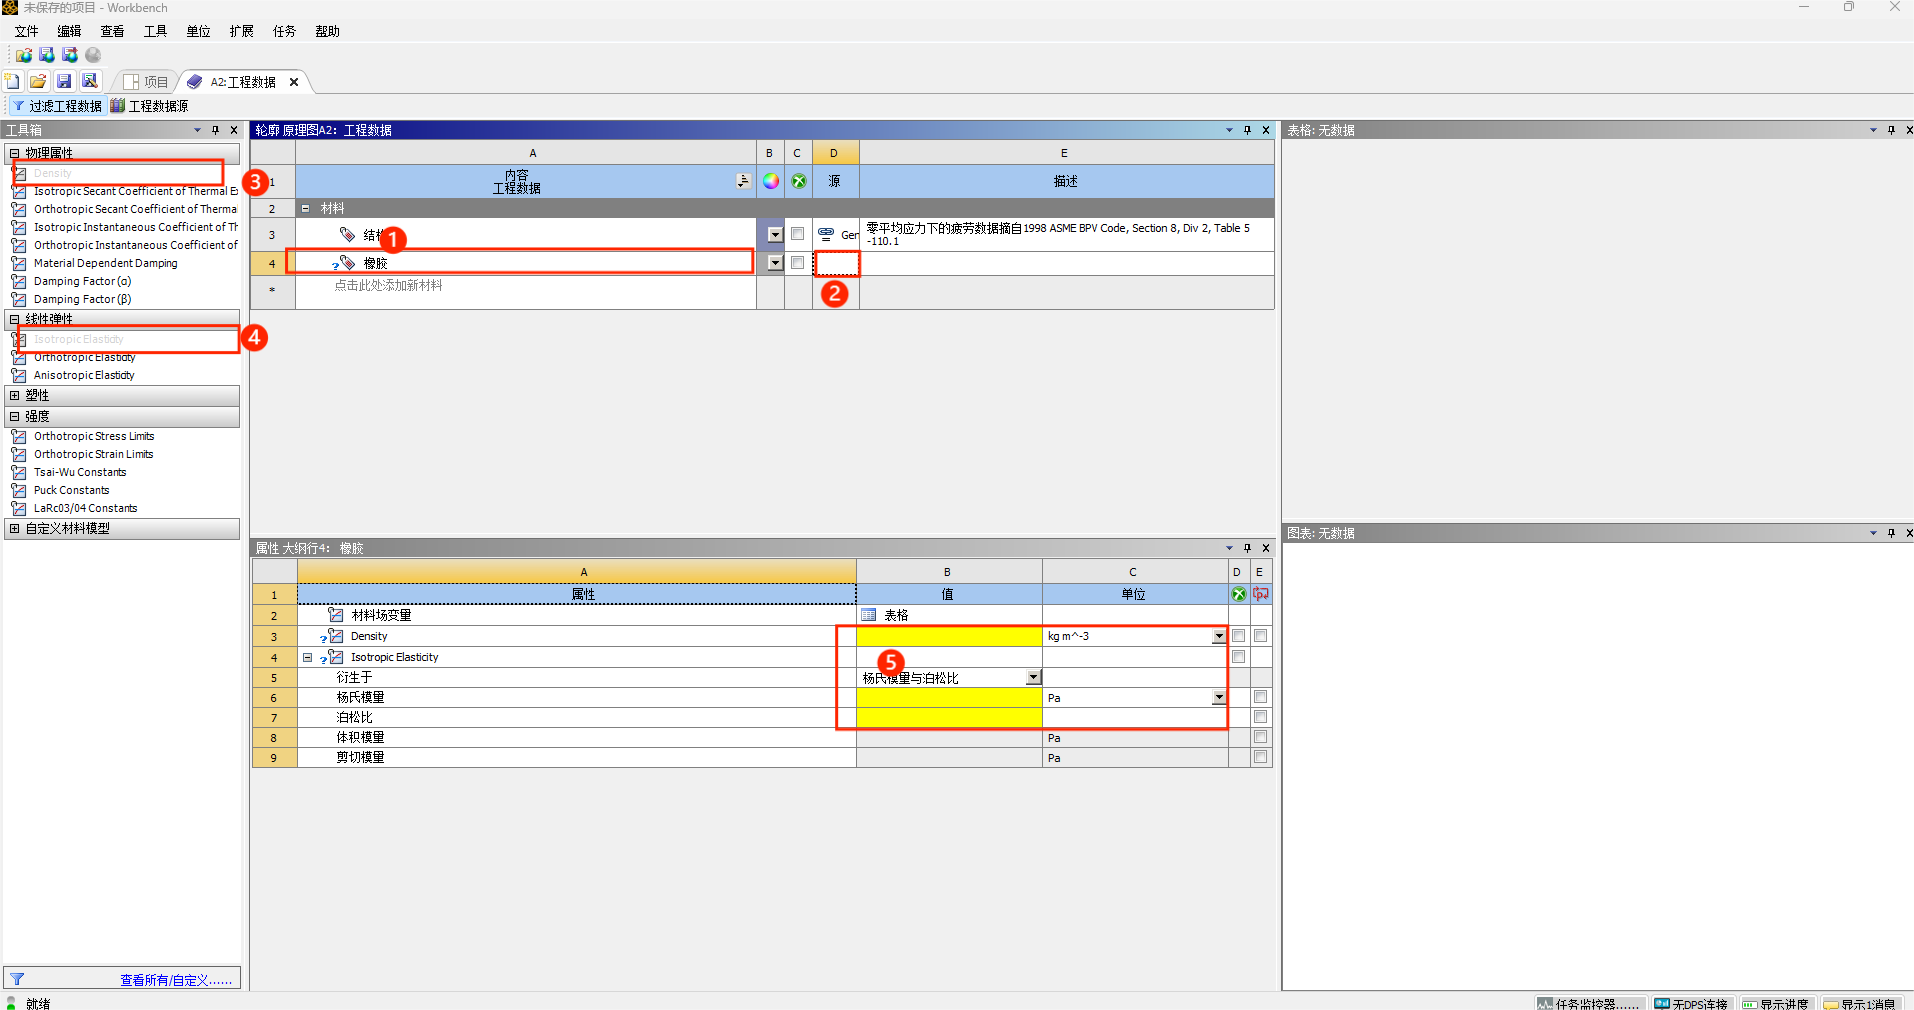 未保存的项目 - Workbench
文件 编辑 查看 工具 单位 扩展 任务 帮助
项目 A2:工程数据
过滤工程数据 工程数据源
工具箱
物理属性
Density
Isotropic Secant Coefficient of Thermal E
Orthotropic Secant Coefficient of Therma
Isotropic Instantaneous Coefficient of Th
Orthotropic Instantaneous Coefficient of
Material Dependent Damping
Damping Factor (α)
Damping Factor (β)
线性弹性
Isotropic Elasticity
Orthotropic Elasticity
Anisotropic Elasticity
塑性
强度
Orthotropic Stress Limits
Orthotropic Strain Limits
Tsai-Wu Constants
Puck Constants
LaRc03/04 Constants
自定义材料模型
查看所有/自定义......
3
4
轮廓 原理图A2: 工程数据
A B C D E
1 内容
工程数据 源 描述
2 材料
3 结 Ger 零平均应力下的疲劳数据摘自1998 ASME BPV Code, Section 8, Div 2, Table 5
-110.1
1
4 ? 橡胶
* 点击此处添加新材料
2
属性 大纲行4: 橡胶
A B C D E
1 属性 值 单位
2 材料场变量 表格
3 ? Density kg m^-3
4 ? Isotropic Elasticity
5
5 衍生于 杨氏模量与泊松比
6 杨氏模量 Pa
7 泊松比
8 体积模量 Pa
9 剪切模量 Pa
表格: 无数据
图表: 无数据
就绪
任务监控器...... 无DPS连接 显示进度 显示1消息